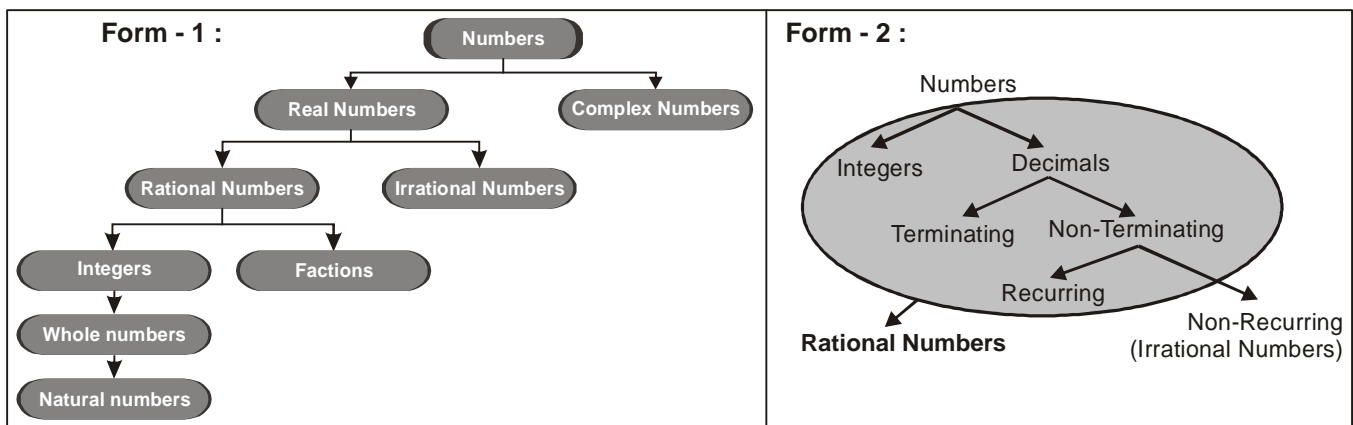 Form - 1 :
Numbers
Real Numbers
Complex Numbers
Rational Numbers
Irrational Numbers
Integers
Factions
Whole numbers
Natural numbers
Form - 2 :
Numbers
Integers
Decimals
Terminating
Non-Terminating
Recurring
Non-Recurring
(Irrational Numbers)
Rational Numbers